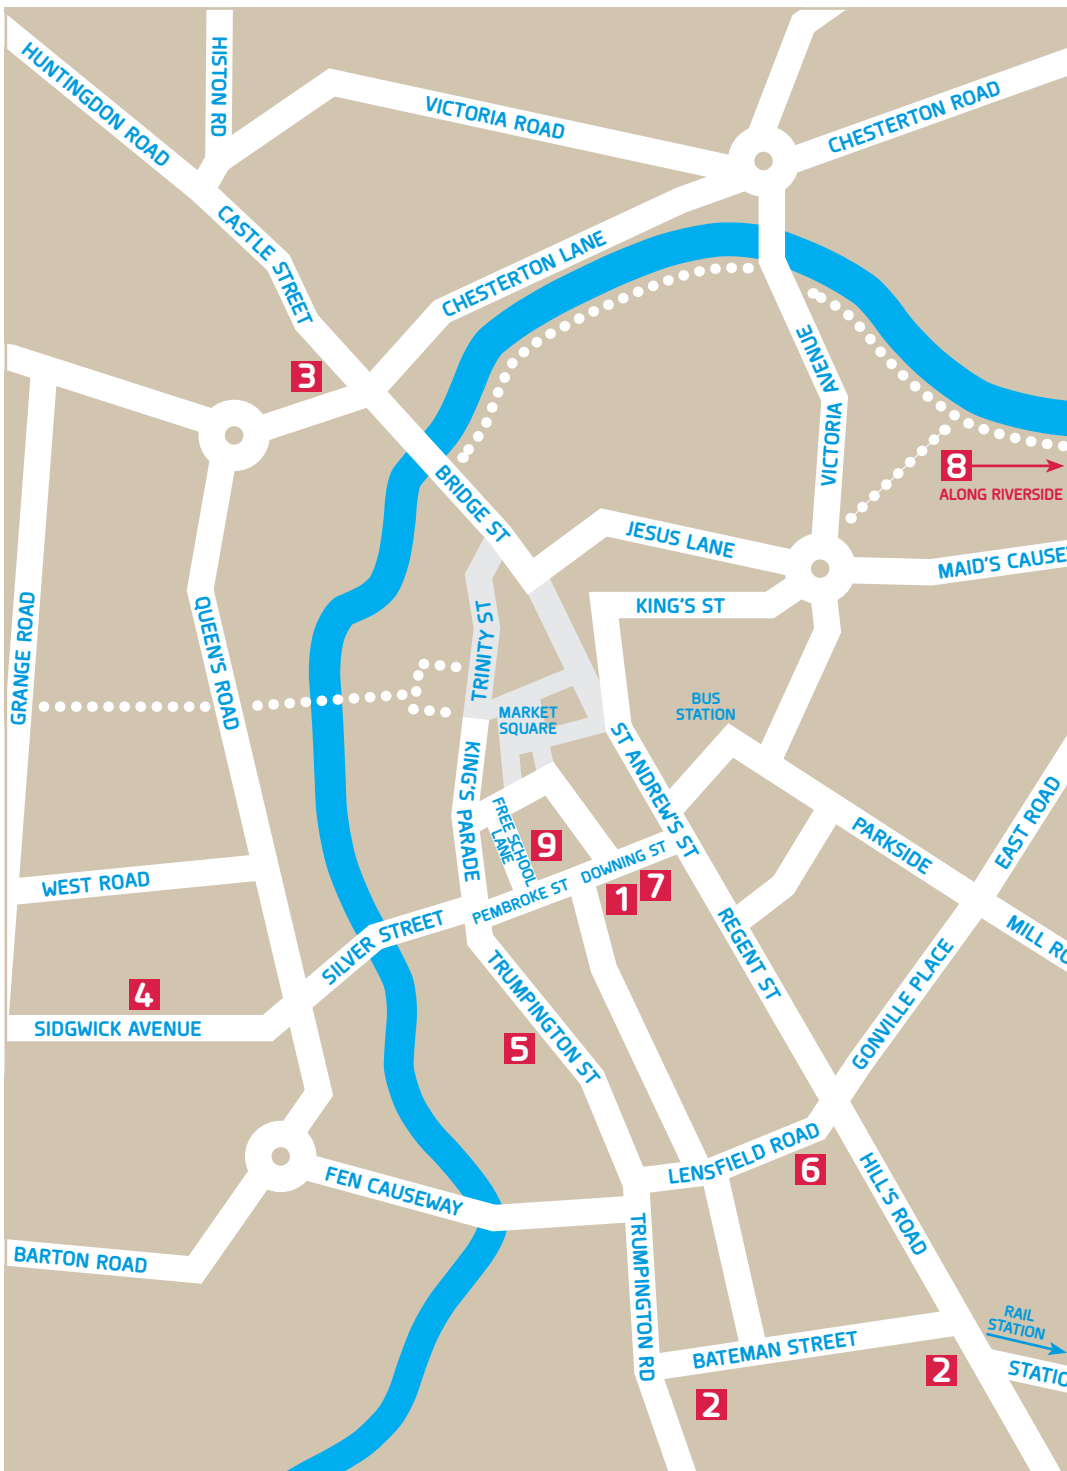 HUNTINGDON ROAD
HISTON RD
VICTORIA ROAD
CHESTERTON ROAD
CASTLE STREET
CHESTERTON LANE
VICTORIA AVENUE
3
BRIDGE ST
8
ALONG RIVERSIDE
JESUS LANE
MAID'S CAUSE
KING'S ST
GRANGE ROAD
QUEEN'S ROAD
TRINITY ST
MARKET
SQUARE
BUS
STATION
ST ANDREW'S ST
KING'S PARADE
FREE SCHOOL
LANE
9
PARKSIDE
EAST ROAD
WEST ROAD
PEMBROKE ST
DOWNING ST
1
7
SILVER STREET
REGENT ST
MILL RO
4
SIDGWICK AVENUE
TRUMPINGTON ST
5
GONVILLE PLACE
LENSFIELD ROAD
6
FEN CAUSEWAY
HILL'S ROAD
BARTON ROAD
TRUMPINGTON RD
RAIL
STATION
BATEMAN STREET
2
2
STATIO